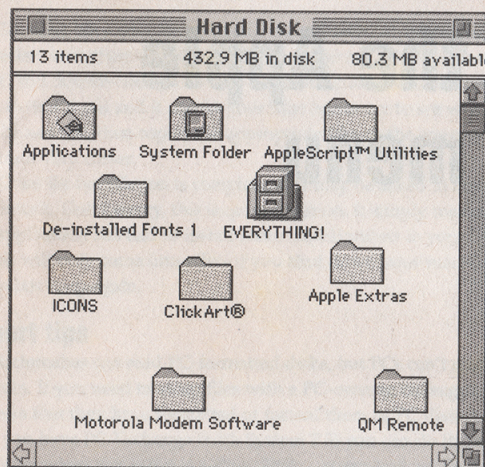 Hard Disk
13 items 432.9 MB in disk 80.3 MB available
Applications System Folder AppleScript™ Utilities
De-installed Fonts 1 EVERYTHING!
ICONS ClickArt® Apple Extras
Motorola Modem Software QM Remote